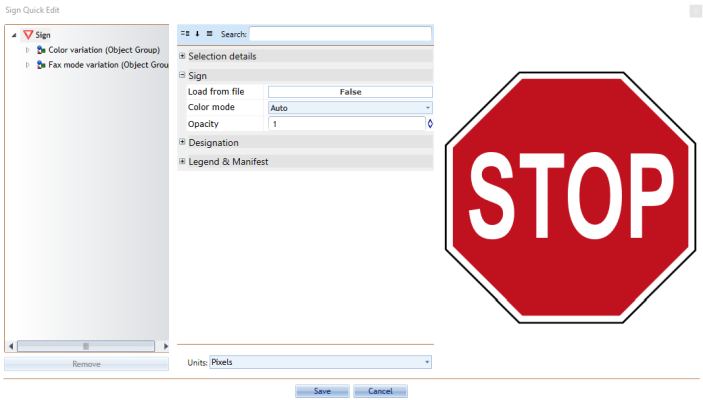 Sign Quick Edit
Sign
Color variation (Object Group)
Fax mode variation (Object Grou
Remove
Search:
Selection details
Sign
Load from file False
Color mode Auto
Opacity 1
Designation
Legend & Manifest
Units: Pixels
STOP
Save Cancel